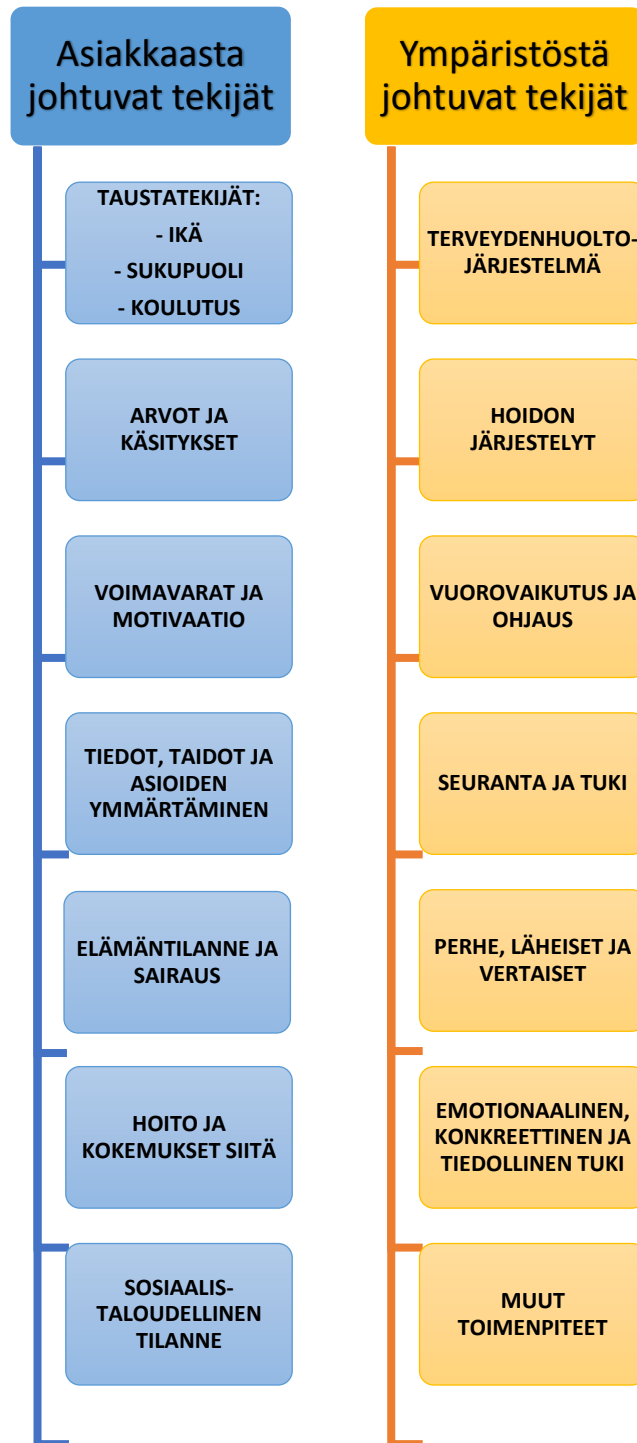 Asiakkaasta
johtuvat tekijät
TAUSTATEKIJÄT:
- IKÄ
- SUKUPUOLI
- KOULUTUS
ARVOT JA
KÄSITYKSET
VOIMAVARAT JA
MOTIVAATIO
TIEDOT, TAIDOT JA
ASIOIDEN
YMMÄRTÄMINEN
ELÄMÄNTILANNE JA
SAIRAUS
HOITO JA
KOKEMUKSET SIITÄ
SOSIAALIS-
TALOUDELLINEN
TILANNE
Ympäristöstä
johtuvat tekijät
TERVEYDENHUOLTO-
JÄRJESTELMÄ
HOIDON
JÄRJESTELYT
VUOROVAIKUTUS JA
OHJAUS
SEURANTA JA TUKI
PERHE, LÄHEISET JA
VERTAISET
EMOTIONAALINEN,
KONKREETTINEN JA
TIEDOLLINEN TUKI
MUUT
TOIMENPITEET